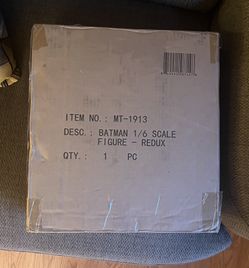 ITEM NO.: MT-1913
DESC.: BATMAN 1/6 SCALE
FIGURE - REDUX
QTY.: 1 PC